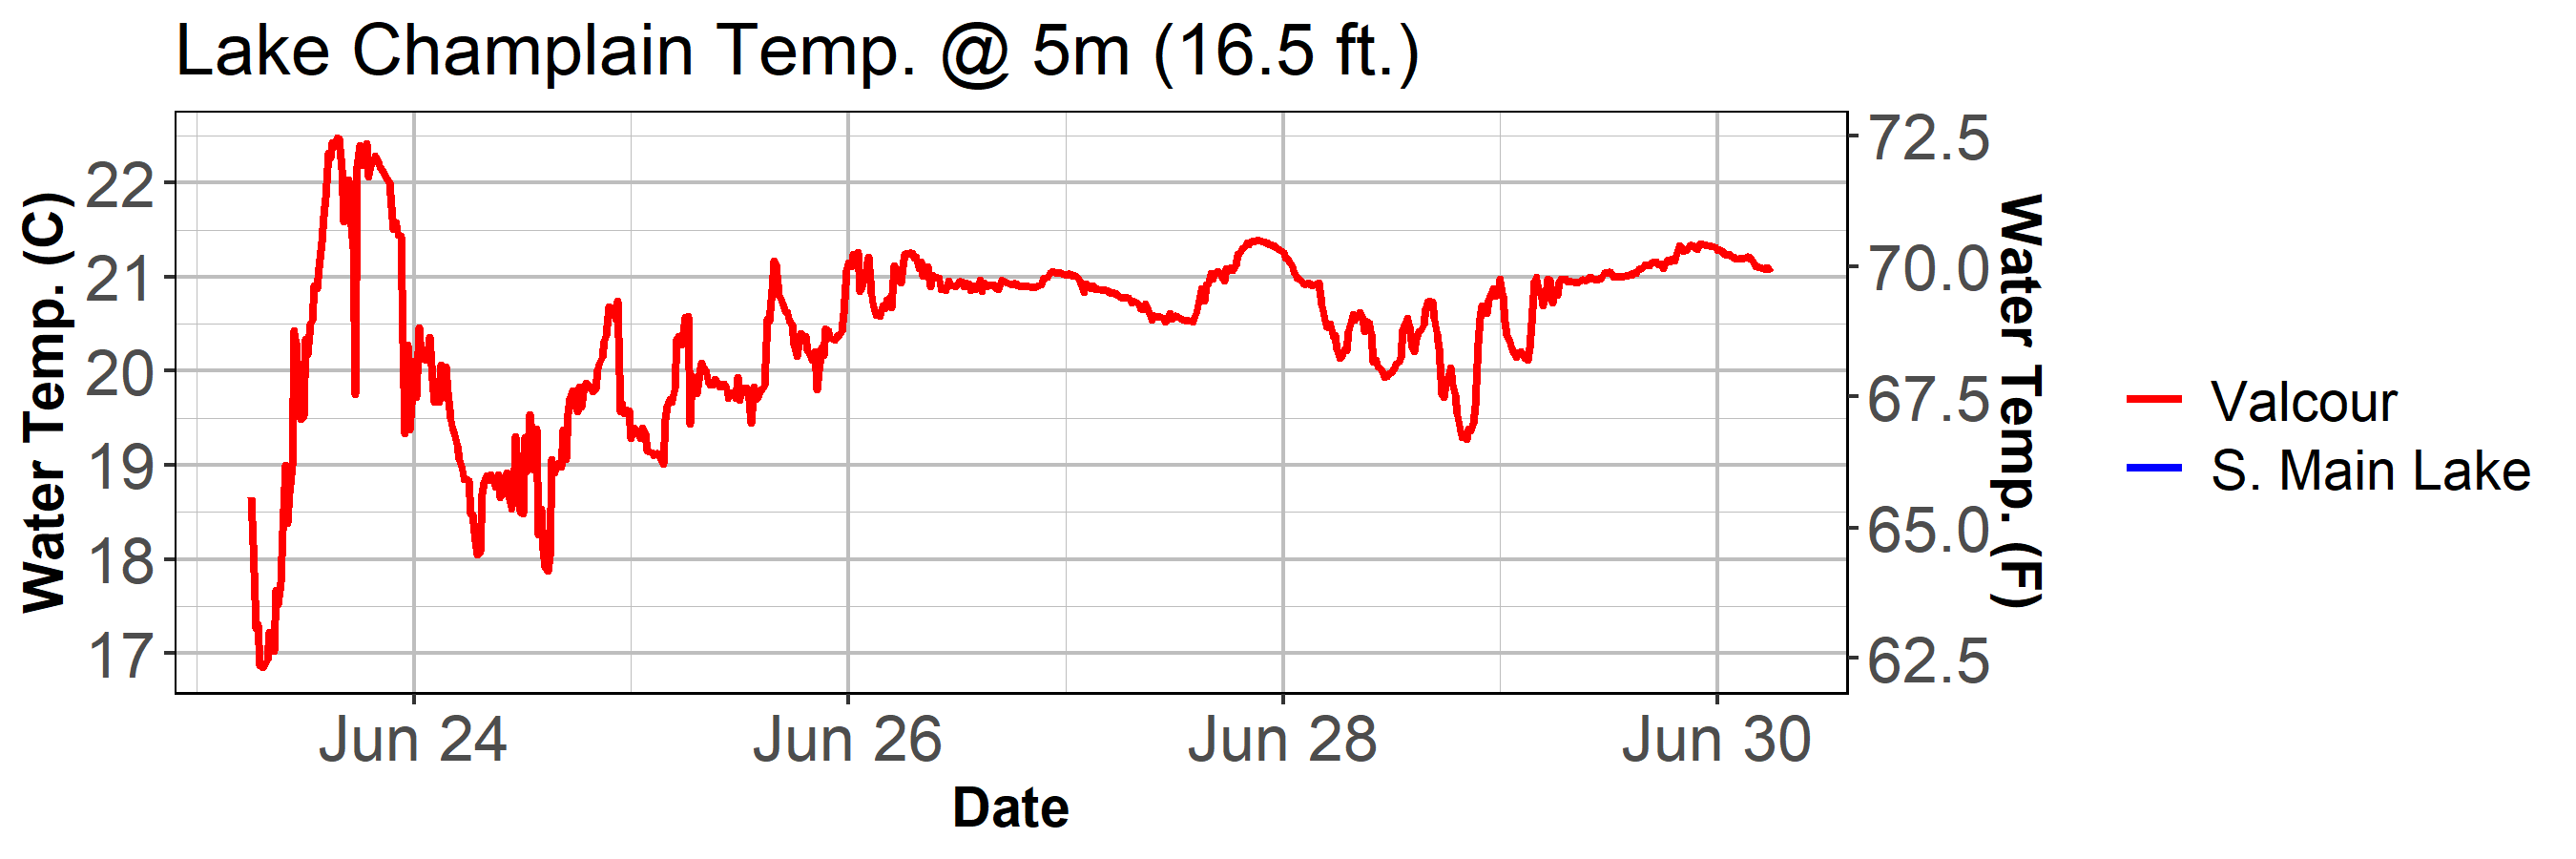 Lake Champlain Temp. @ 5m (16.5 ft.)
Water Temp. (C)
22
21
20
19
18
17
72.5
70.0
67.5
65.0
62.5
Water Temp. (F)
Jun 24
Jun 26
Jun 28
Jun 30
Date
Valcour
S. Main Lake